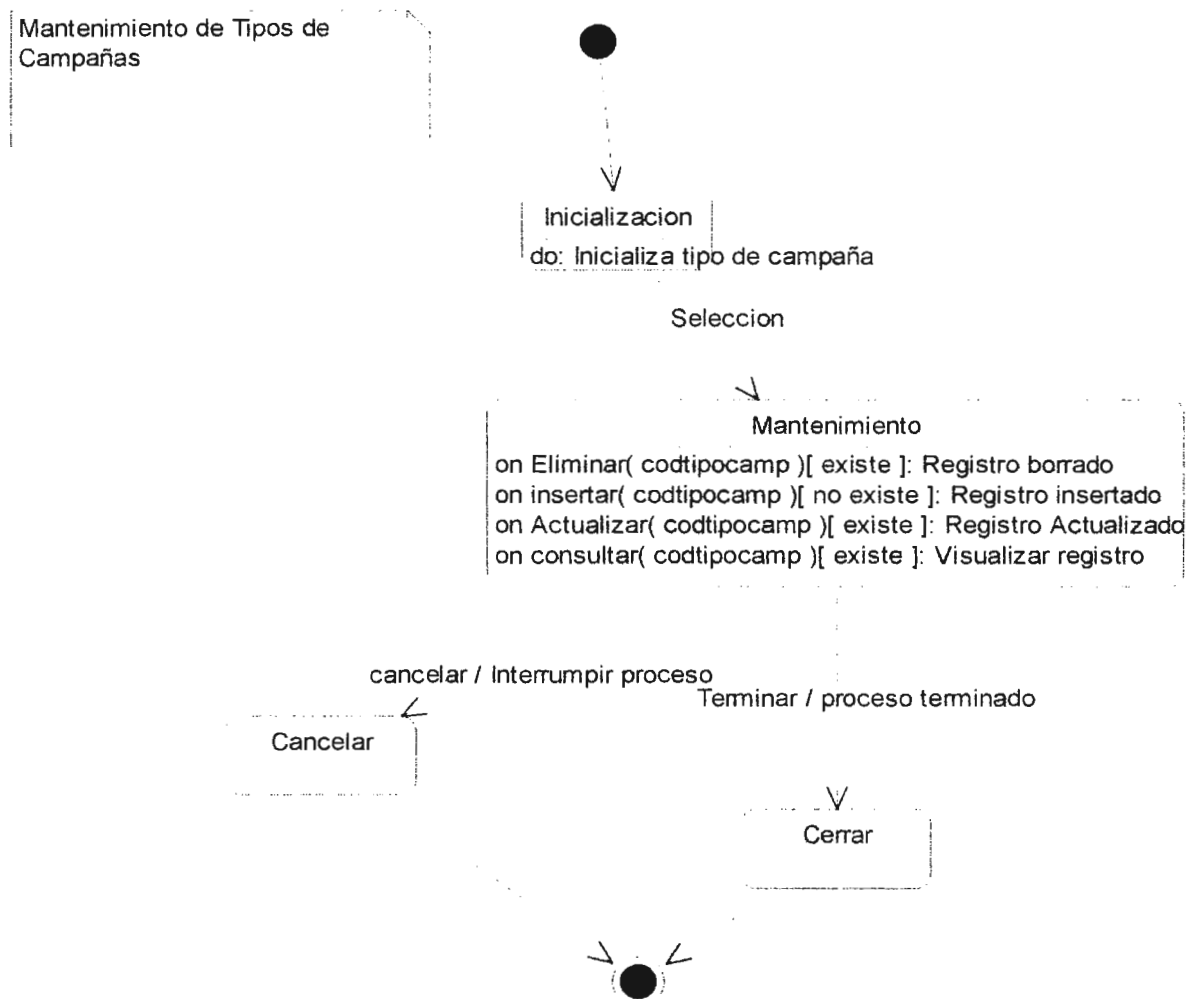 Mantenimiento de Tipos de
Campañas
Inicializacion
do: Inicializa tipo de campaña
Seleccion
Mantenimiento
on Eliminar( codtipocamp )[ existe ]: Registro borrado
on insertar( codtipocamp )[ no existe ]: Registro insertado
on Actualizar( codtipocamp )[ existe ]: Registro Actualizado
on consultar( codtipocamp )[ existe ]: Visualizar registro
cancelar / Interrumpir proceso
Terminar / proceso terminado
Cancelar
Cerrar